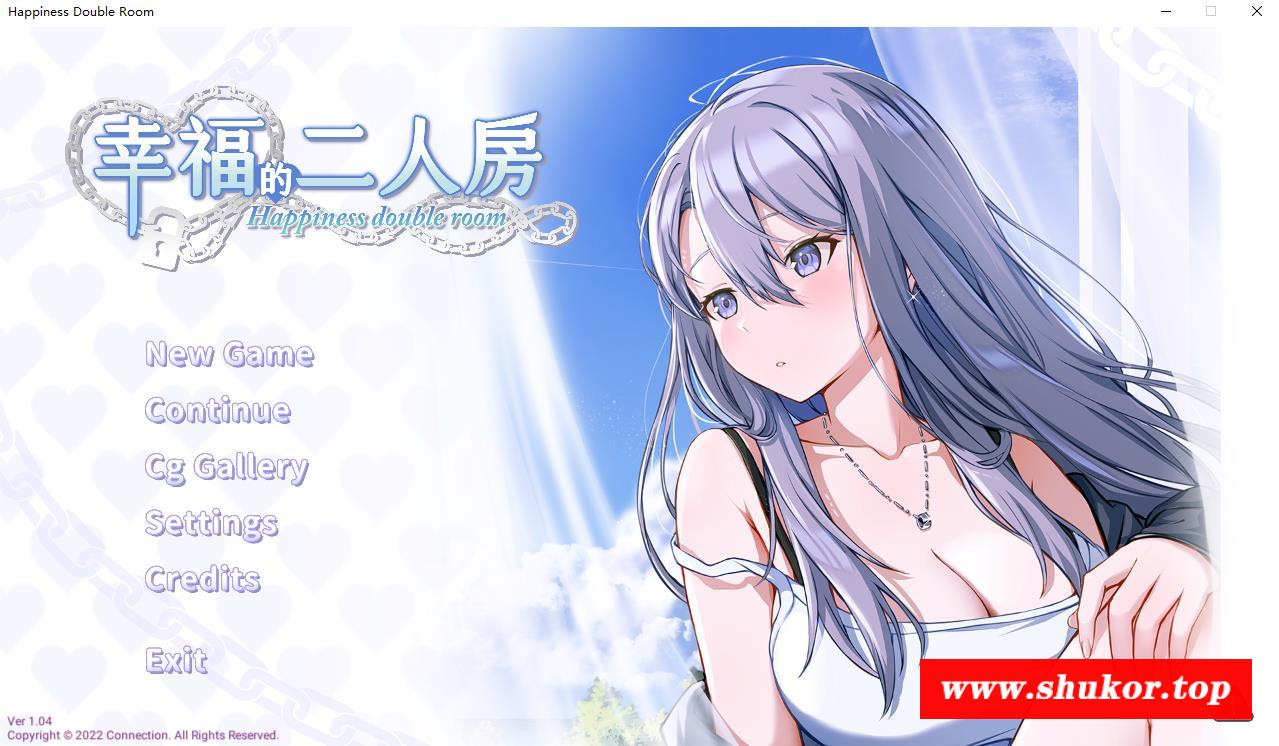 Happiness Double Room
幸福的二人房
Happiness double room
New Game
Continue
Cg Gallery
Settings
Credits
Exit
www.shukor.top
Ver 1.04
Copyright © 2022 Connection. All Rights Reserved.